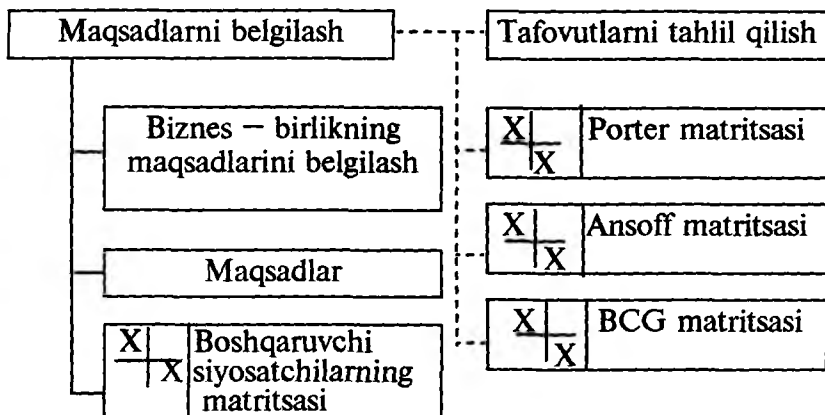 Maqsadlarni belgilash
Biznes — birlikning
maqsadlarini belgilash
Maqsadlar
X X Boshqaruvchi
siyosatchilarning
matritsasi
Tafovutlarni tahlil qilish
X X Porter matritsasi
X X Ansoff matritsasi
X X BCG matritsasi